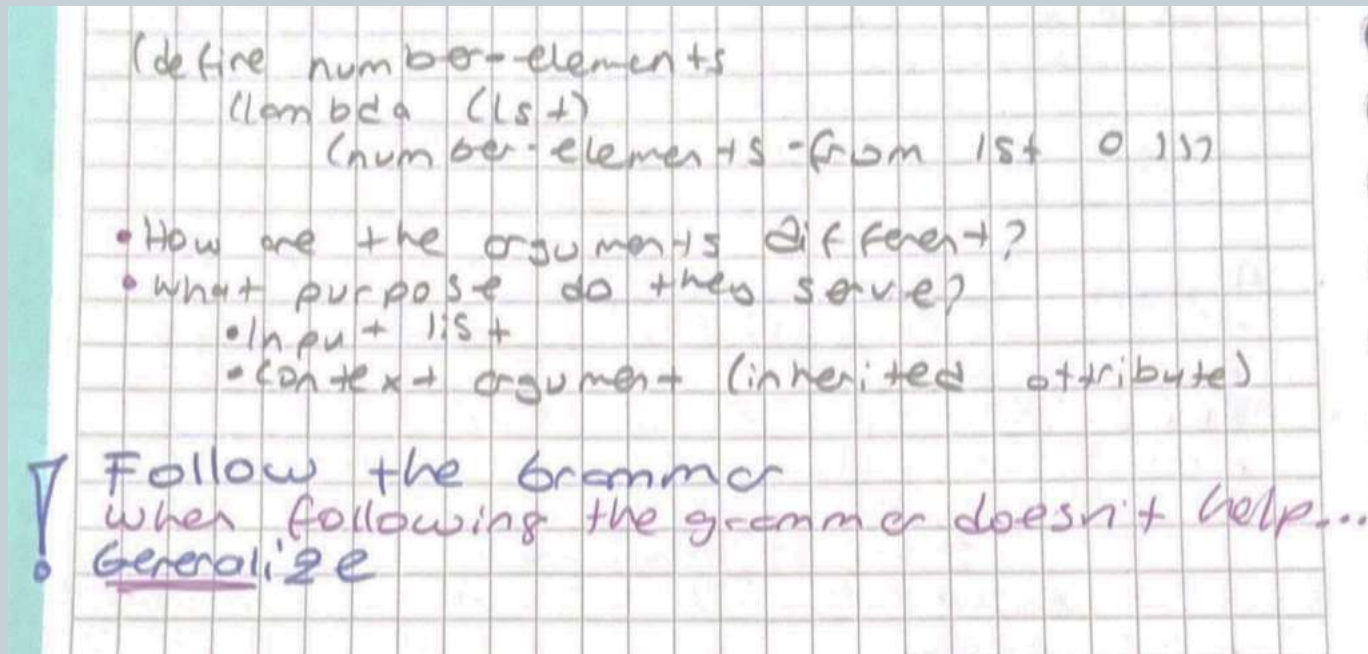 (define number-elements
(lambda (lst)
(number-elements-from lst 0)))
• How are the arguments different?
• What purpose do they serve?
• Input list
• Context argument (inherited attribute)
! Follow the Grammar
when following the grammar doesn't help...
Generalize